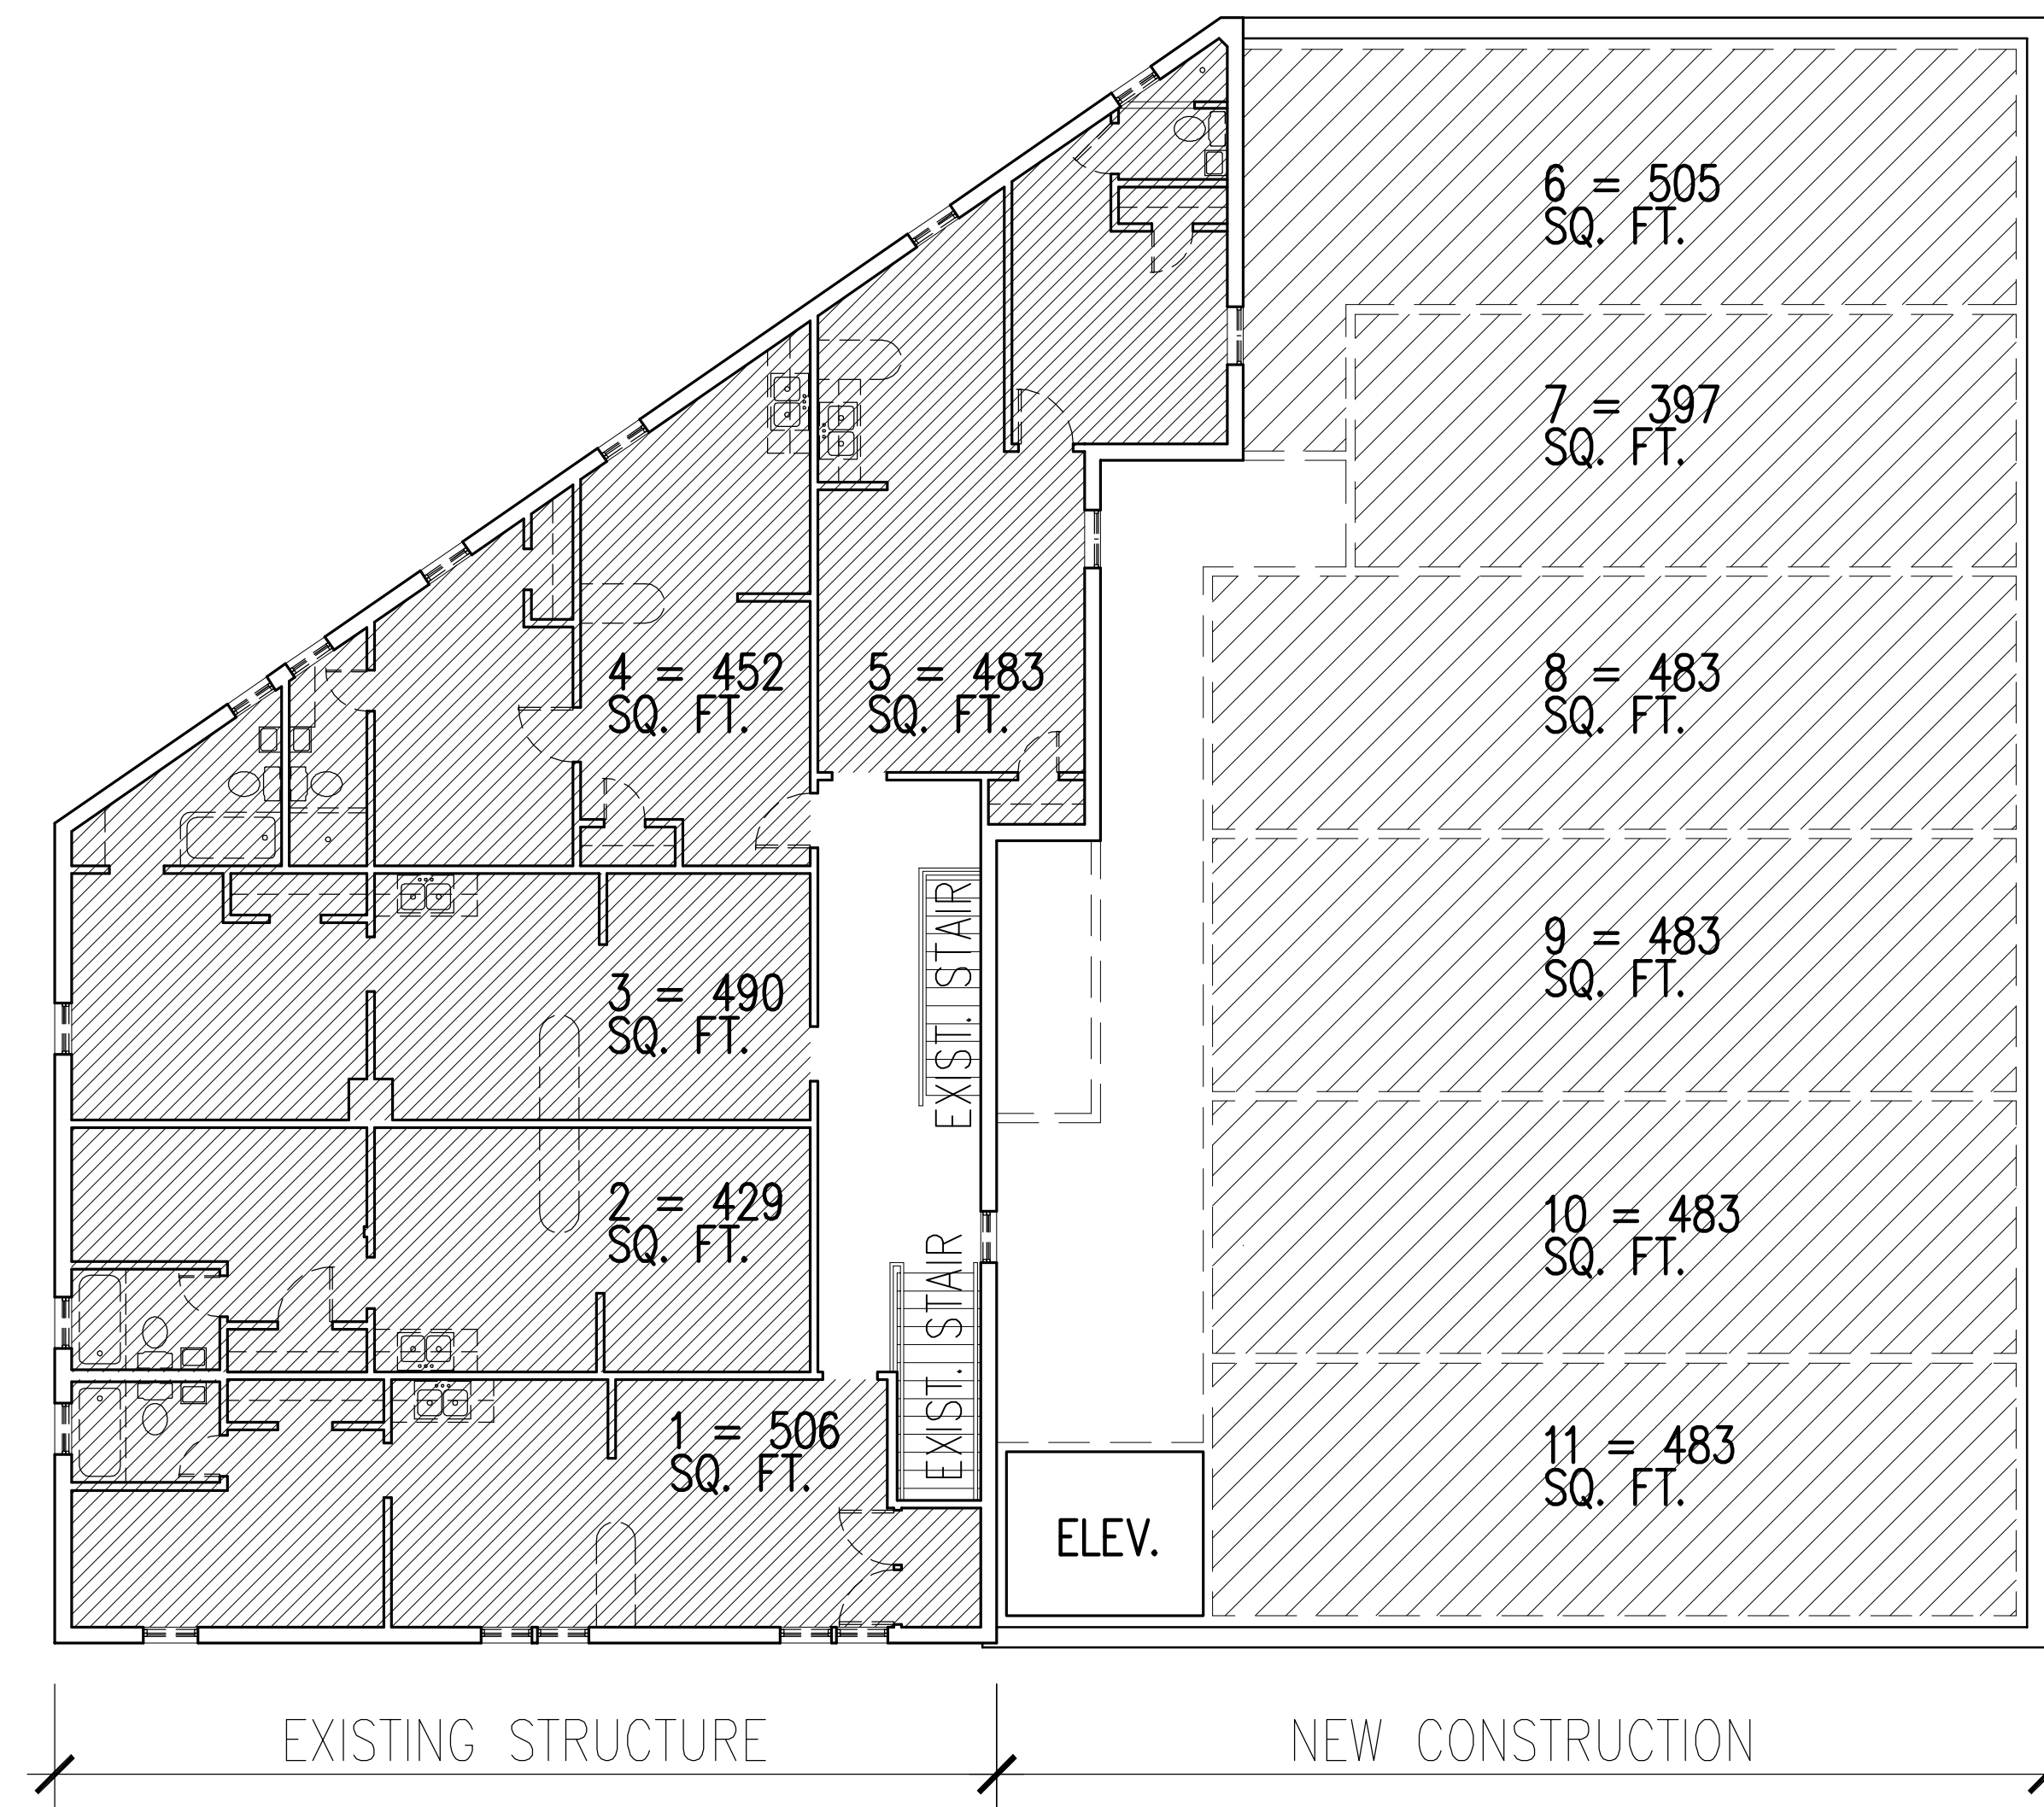 6 = 505
SQ. FT.
7 = 397
SQ. FT.
4 = 452
SQ. FT.
5 = 483
SQ. FT.
8 = 483
SQ. FT.
EXIST. STAIR
9 = 483
SQ. FT.
3 = 490
SQ. FT.
2 = 429
SQ. FT.
10 = 483
SQ. FT.
EXIST. STAIR
1 = 506
SQ. FT.
11 = 483
SQ. FT.
ELEV.
EXISTING STRUCTURE
NEW CONSTRUCTION